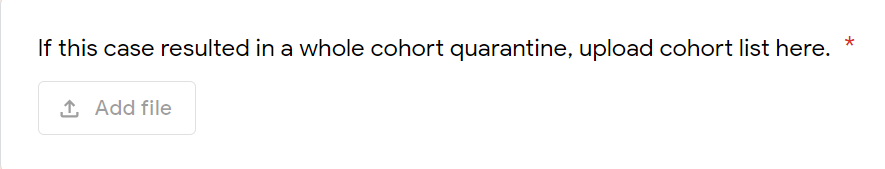 If this case resulted in a whole cohort quarantine, upload cohort list here. *
Add file